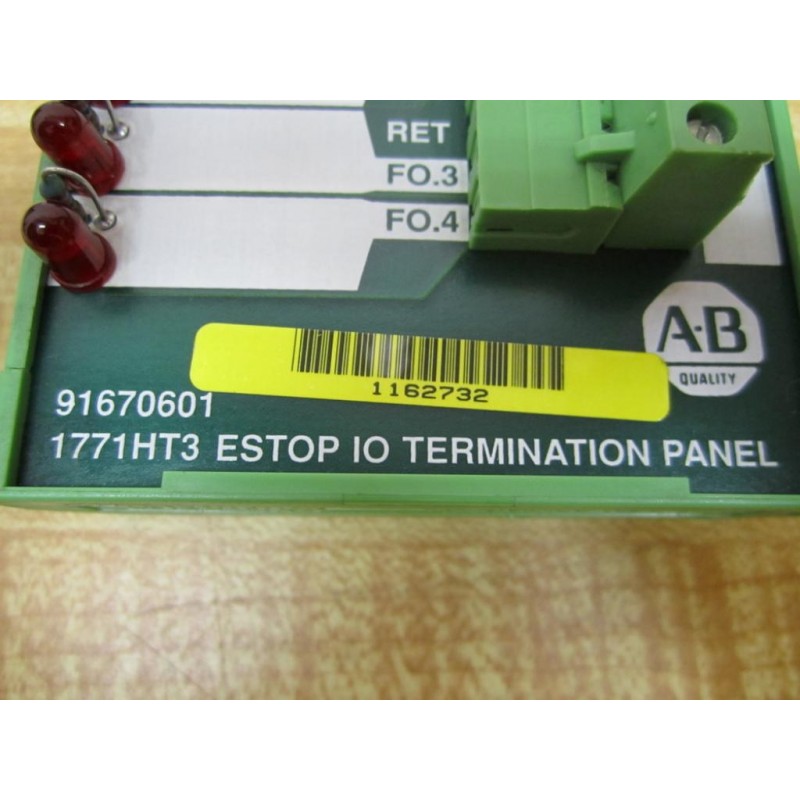 RET
FO.3
FO.4
A-B
QUALITY
1162732
91670601
1771HT3 ESTOP IO TERMINATION PANEL